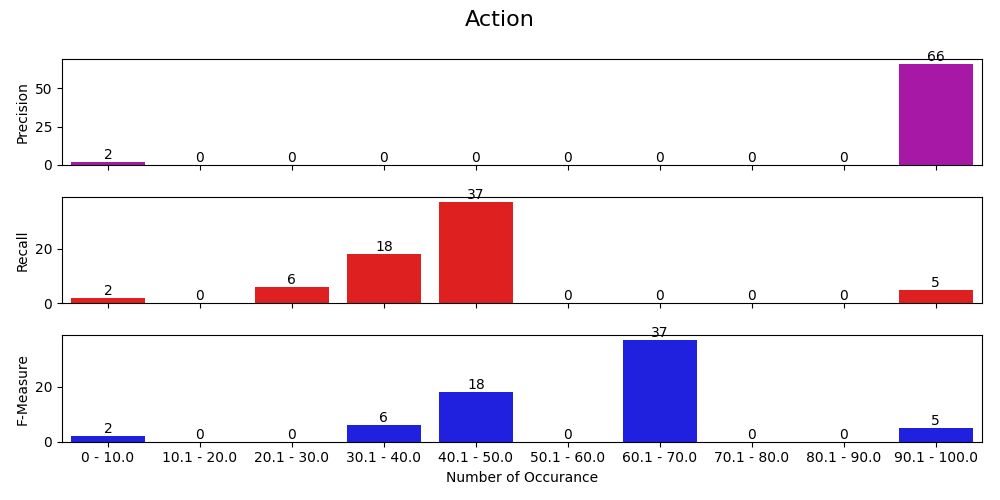 Action
Precision
50
25
0
2 0 0 0 0 0 0 0 0 66
Recall
20
0
2 0 6 18 37 0 0 0 0 5
F-Measure
20
0
2 0 0 6 18 0 37 0 0 5
0 - 10.0 10.1 - 20.0 20.1 - 30.0 30.1 - 40.0 40.1 - 50.0 50.1 - 60.0 60.1 - 70.0 70.1 - 80.0 80.1 - 90.0 90.1 - 100.0
Number of Occurance